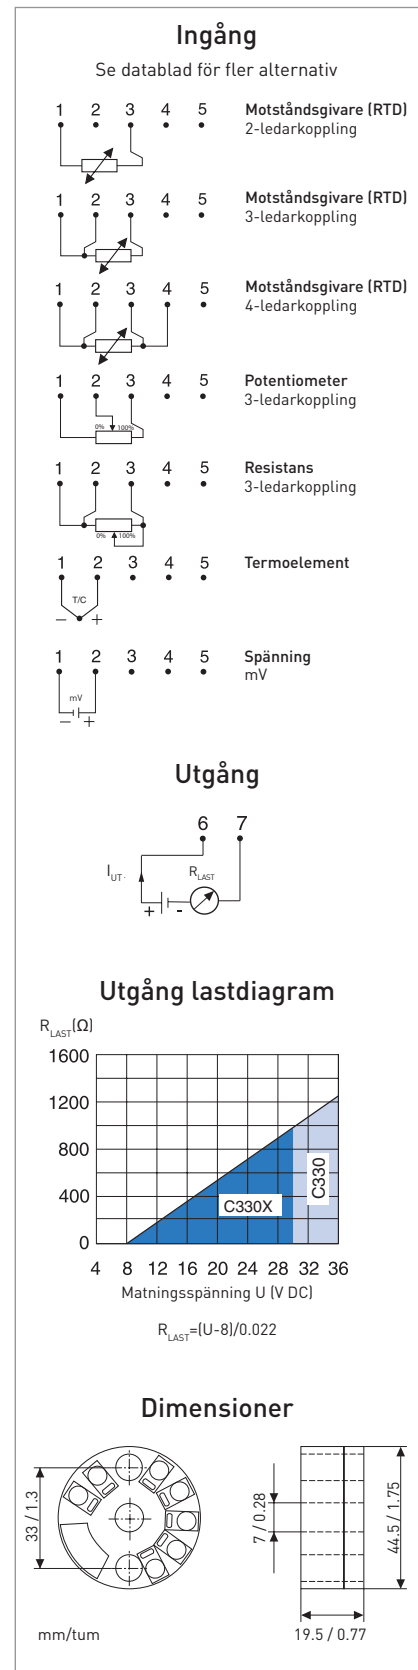 Ingång
Se datablad för fler alternativ
1 2 3 4 5
Motståndsgivare (RTD)
2-ledarkoppling
1 2 3 4 5
Motståndsgivare (RTD)
3-ledarkoppling
1 2 3 4 5
Motståndsgivare (RTD)
4-ledarkoppling
1 2 3 4 5
Potentiometer
3-ledarkoppling
0% 100%
1 2 3 4 5
Resistans
3-ledarkoppling
0% 100%
1 2 3 4 5
Termoelement
T/C
− +
1 2 3 4 5
Spänning
mV
mV
− +
Utgång
6 7
I_UT.
R_LAST
+ -
Utgång lastdiagram
R_LAST(Ω)
1600
1200
800
400
0
C330X
C330
4 8 12 16 20 24 28 32 36
Matningsspänning U (V DC)
R_LAST=(U-8)/0.022
Dimensioner
33 / 1.3
7 / 0.28
44.5 / 1.75
mm/tum
19.5 / 0.77